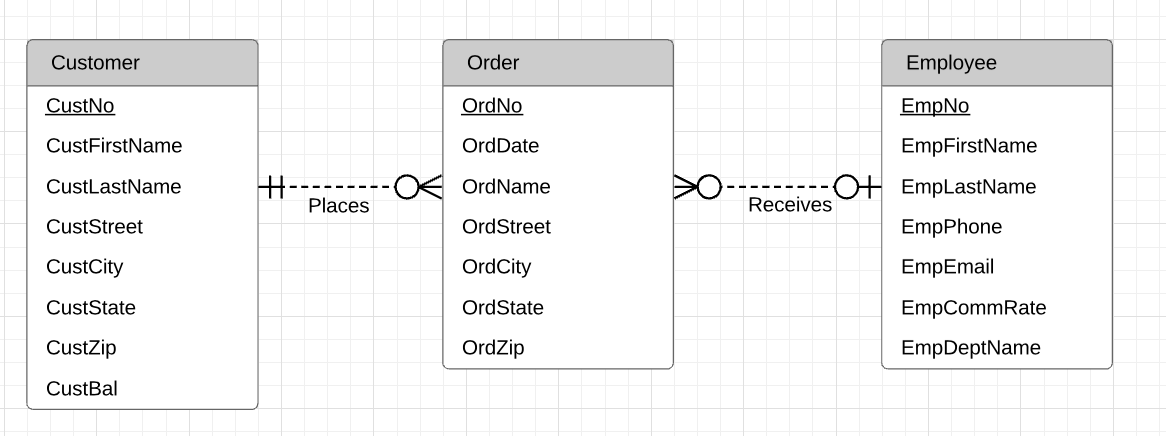 Customer
CustNo
CustFirstName
CustLastName
CustStreet
CustCity
CustState
CustZip
CustBal
Places
Order
OrdNo
OrdDate
OrdName
OrdStreet
OrdCity
OrdState
OrdZip
Receives
Employee
EmpNo
EmpFirstName
EmpLastName
EmpPhone
EmpEmail
EmpCommRate
EmpDeptName